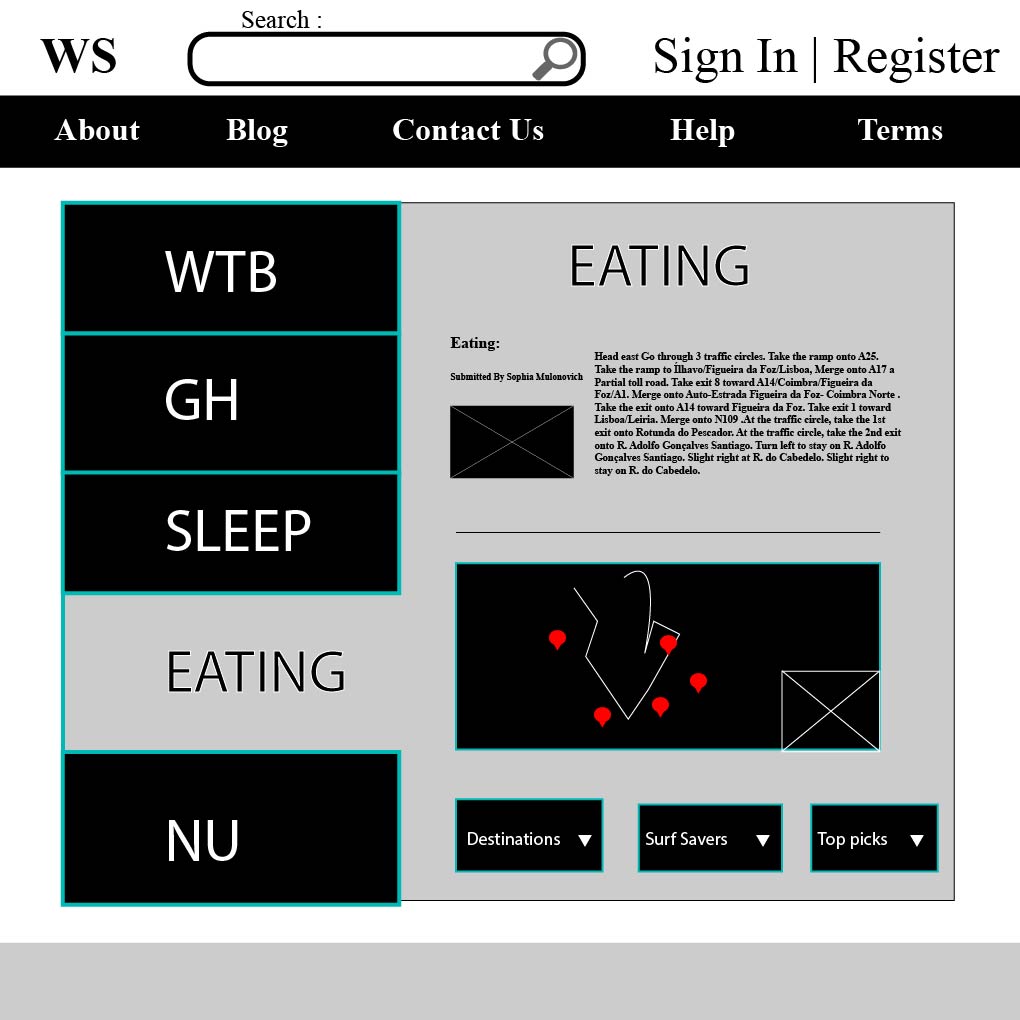 Search :
WS
Sign In | Register
About Blog Contact Us Help Terms
WTB
GH
SLEEP
EATING
NU
EATING
Eating:
Submitted By Sophia Mulonovich
Head east Go through 3 traffic circles. Take the ramp onto A25.
Take the ramp to Ílhavo/Figueira da Foz/Lisboa, Merge onto A17 a
Partial toll road. Take exit 8 toward A14/Coimbra/Figueira da
Foz/A1. Merge onto Auto-Estrada Figueira da Foz- Coimbra Norte .
Take the exit onto A14 toward Figueira da Foz. Take exit 1 toward
Lisboa/Leiria. Merge onto N109 .At the traffic circle, take the 1st
exit onto Rotunda do Pescador. At the traffic circle, take the 2nd exit
onto R. Adolfo Gonçalves Santiago. Turn left to stay on R. Adolfo
Gonçalves Santiago. Slight right at R. do Cabedelo. Slight right to
stay on R. do Cabedelo.
Destinations
Surf Savers
Top picks